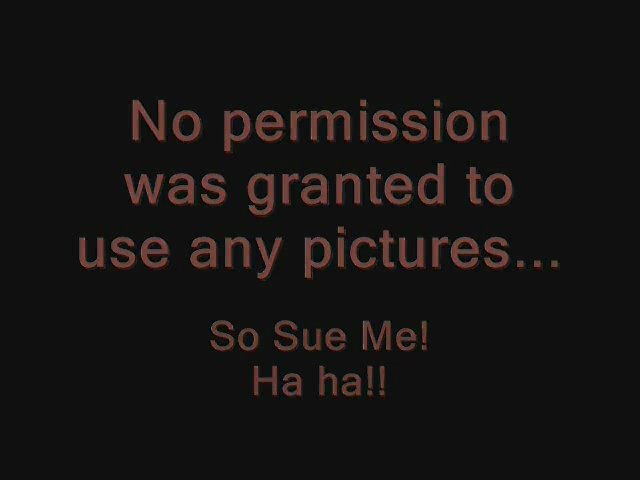 No permission
was granted to
use any pictures...
So Sue Me!
Ha ha!!